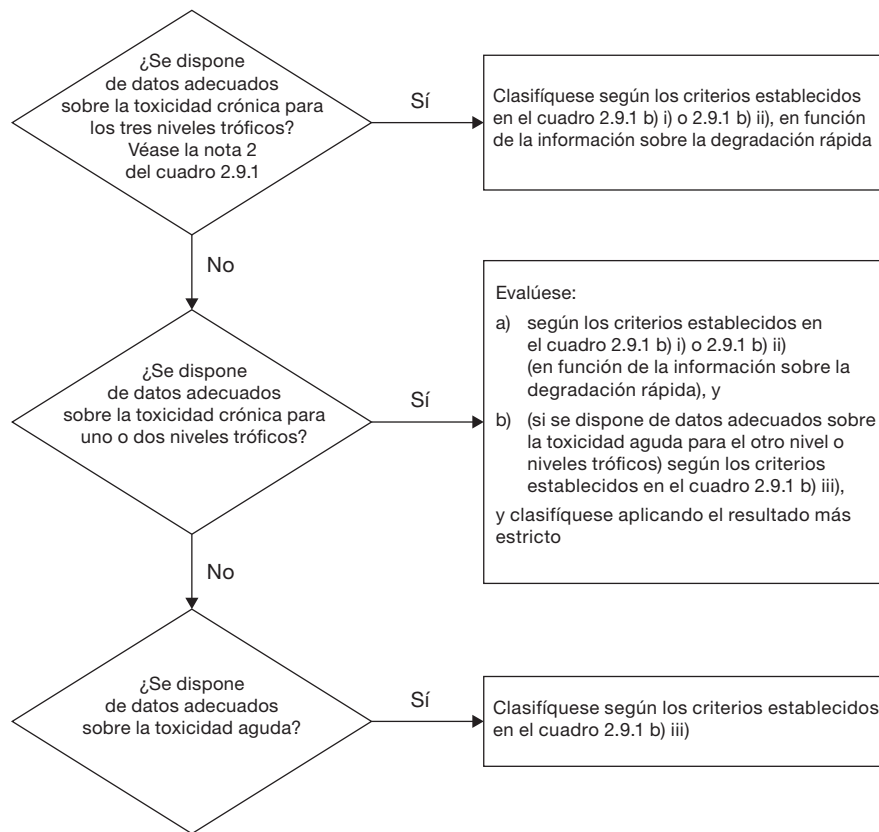 ¿Se dispone
de datos adecuados
sobre la toxicidad crónica para
los tres niveles tróficos?
Véase la nota 2
del cuadro 2.9.1
Sí
Clasifíquese según los criterios establecidos
en el cuadro 2.9.1 b) i) o 2.9.1 b) ii), en función
de la información sobre la degradación rápida
No
¿Se dispone
de datos adecuados
sobre la toxicidad crónica para
uno o dos niveles tróficos?
Sí
Evalúese:
a) según los criterios establecidos en
el cuadro 2.9.1 b) i) o 2.9.1 b) ii)
(en función de la información sobre la
degradación rápida), y
b) (si se dispone de datos adecuados sobre
la toxicidad aguda para el otro nivel o
niveles tróficos) según los criterios
establecidos en el cuadro 2.9.1 b) iii),
y clasifíquese aplicando el resultado más
estricto
No
¿Se dispone
de datos adecuados
sobre la toxicidad aguda?
Sí
Clasifíquese según los criterios establecidos
en el cuadro 2.9.1 b) iii)